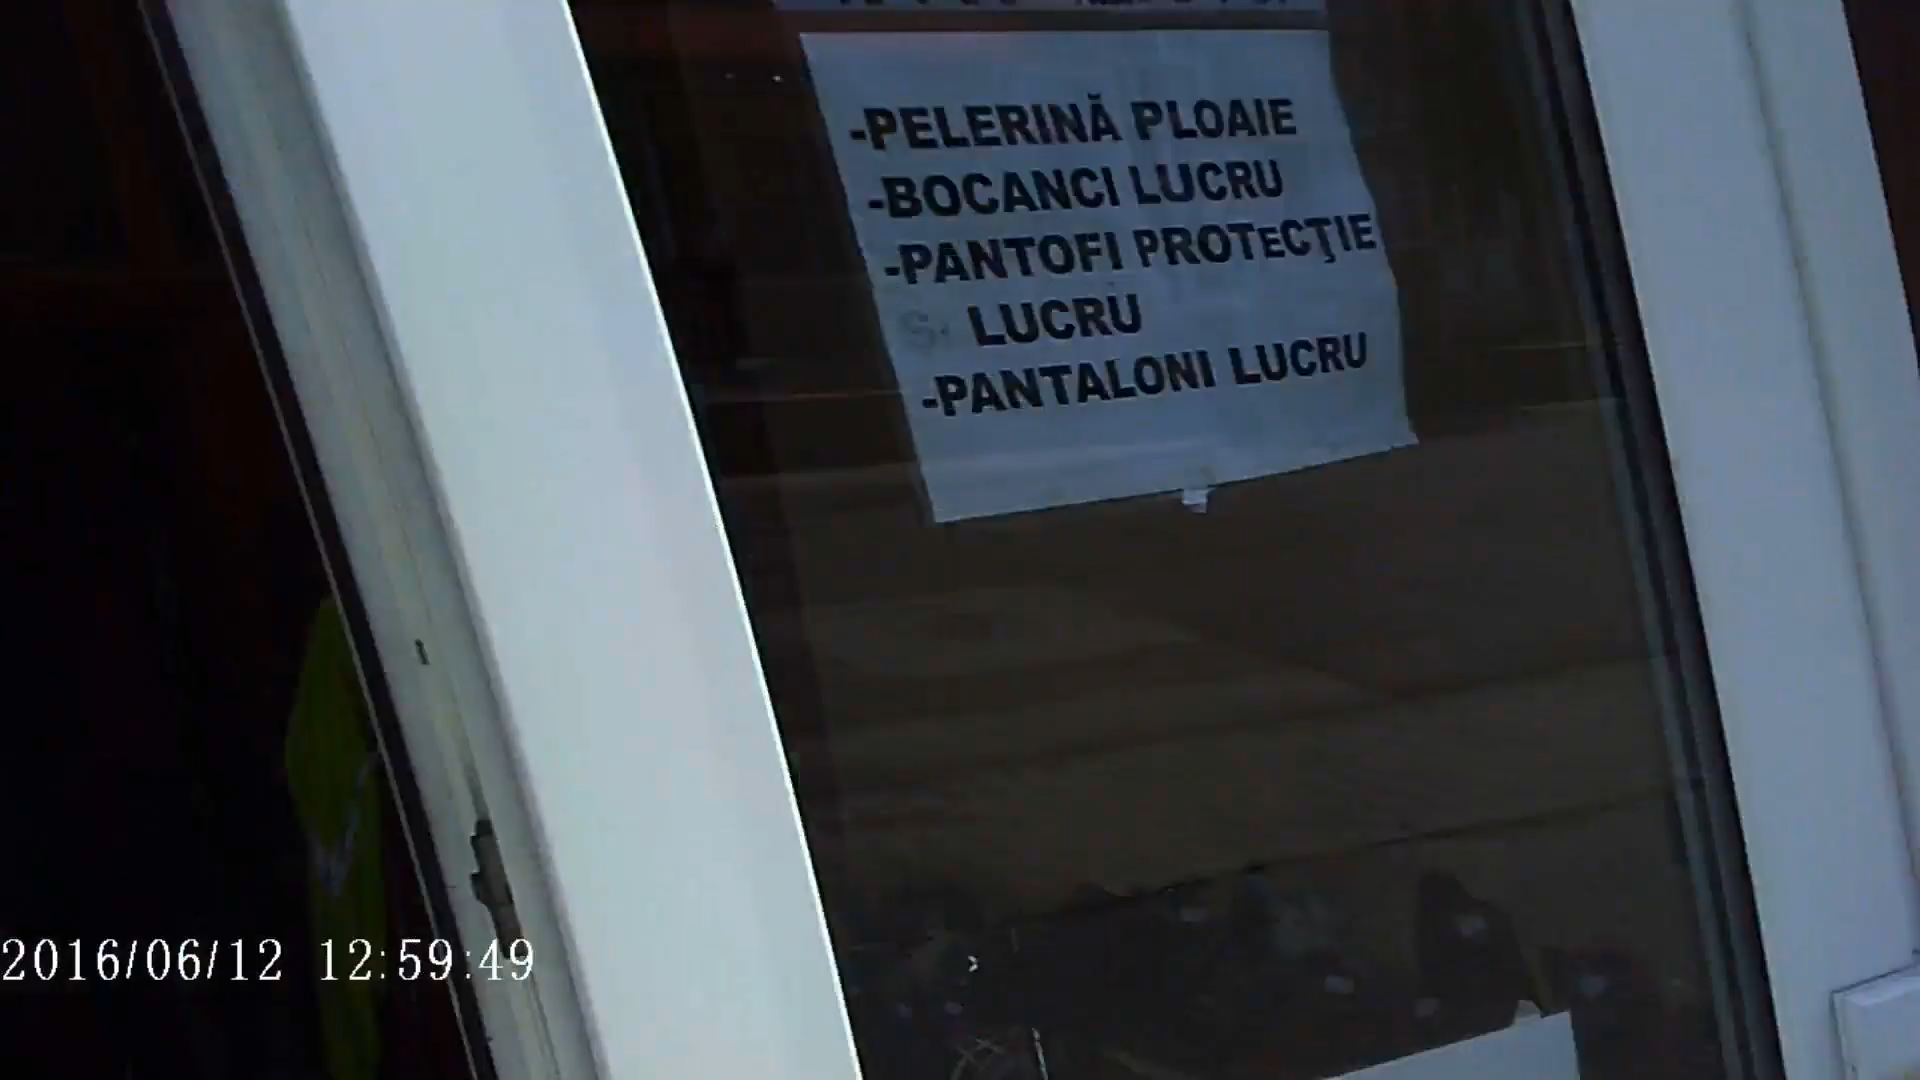 -PELERINĂ PLOAIE
-BOCANCI LUCRU
-PANTOFI PROTECŢIE
LUCRU
-PANTALONI LUCRU
2016/06/12 12:59:49